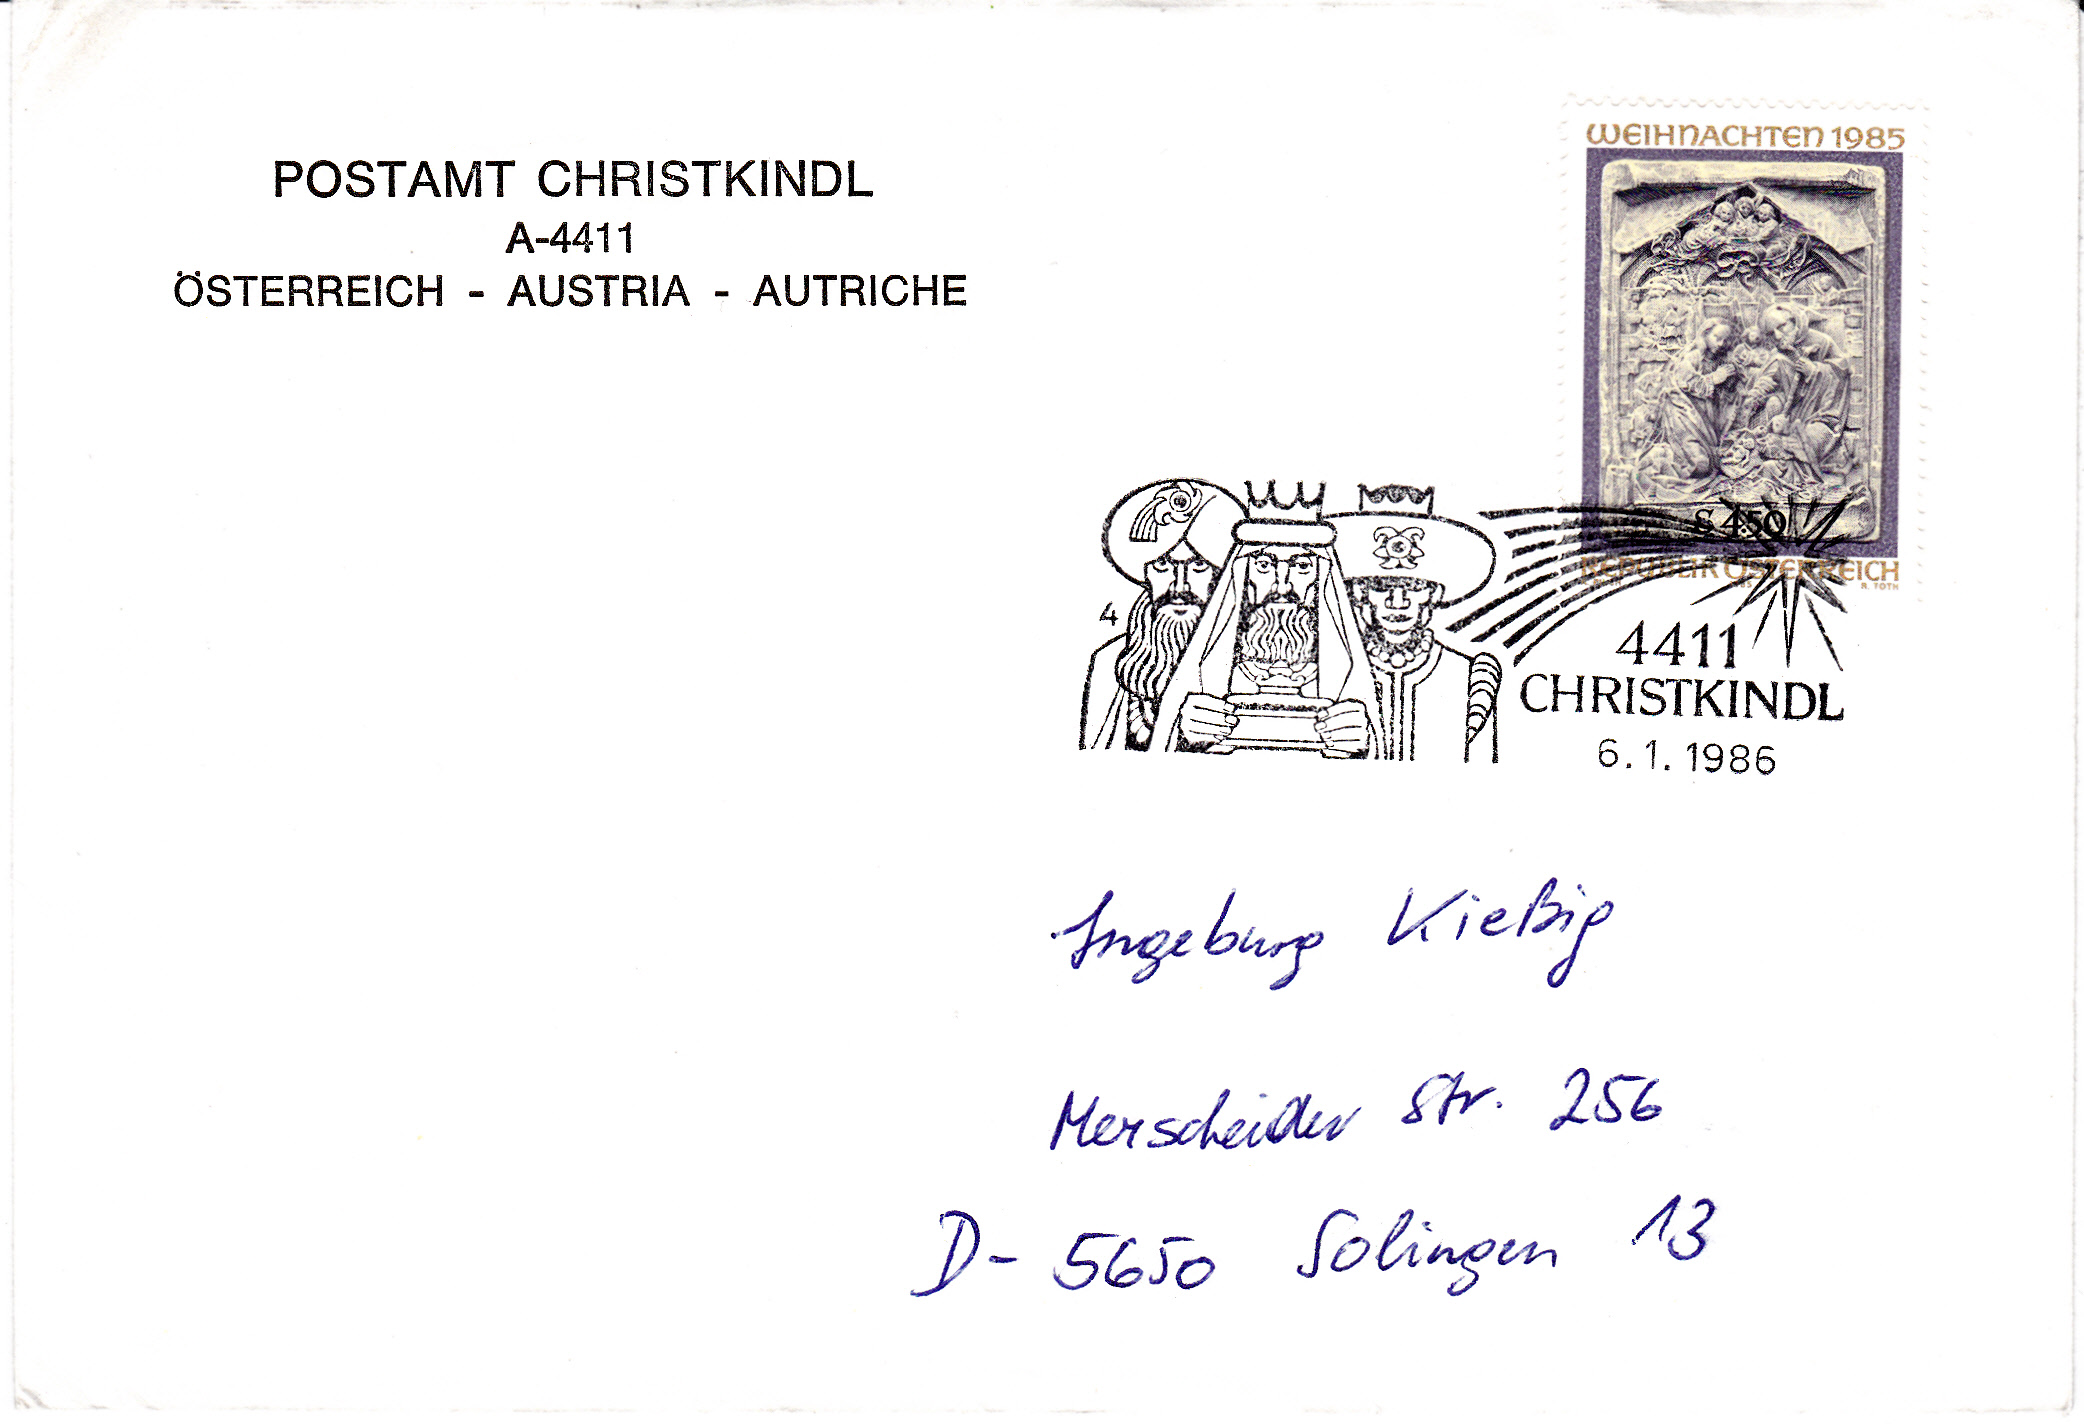 POSTAMT CHRISTKINDL
A-4411
ÖSTERREICH - AUSTRIA - AUTRICHE
WEIHNACHTEN 1985
S 4.50
REPUBLIK ÖSTERREICH
R. TOTH
4
4411
CHRISTKINDL
6.1.1986
Ingeburg Kießig
Merscheider Str. 256
D- 5650 Solingen 13